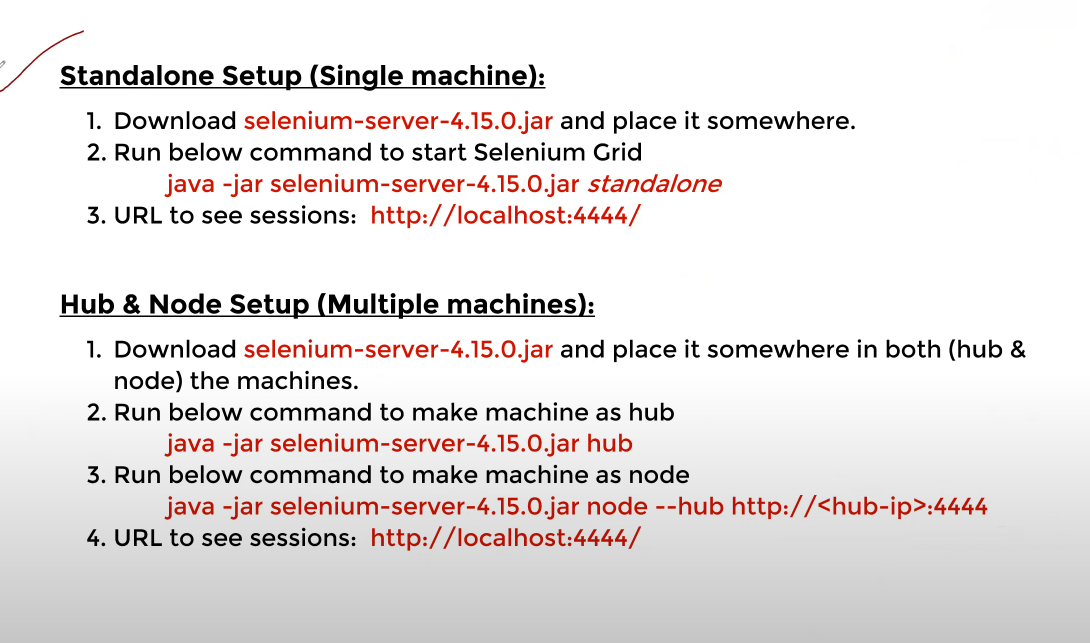 Standalone Setup (Single machine):
1. Download selenium-server-4.15.0.jar and place it somewhere.
2. Run below command to start Selenium Grid
java -jar selenium-server-4.15.0.jar standalone
3. URL to see sessions: http://localhost:4444/
Hub & Node Setup (Multiple machines):
1. Download selenium-server-4.15.0.jar and place it somewhere in both (hub &
node) the machines.
2. Run below command to make machine as hub
java -jar selenium-server-4.15.0.jar hub
3. Run below command to make machine as node
java -jar selenium-server-4.15.0.jar node --hub http://<hub-ip>:4444
4. URL to see sessions: http://localhost:4444/